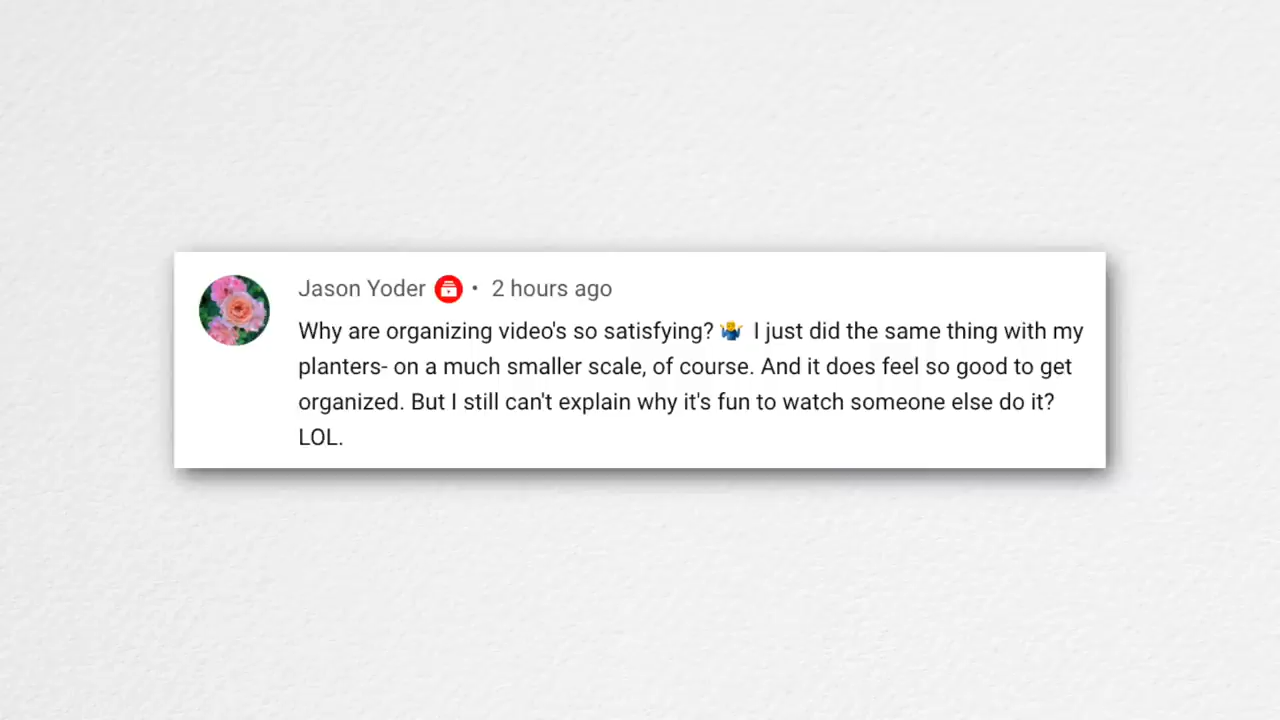 Jason Yoder • 2 hours ago
Why are organizing video's so satisfying? 🤷‍♂️ I just did the same thing with my
planters- on a much smaller scale, of course. And it does feel so good to get
organized. But I still can't explain why it's fun to watch someone else do it?
LOL.